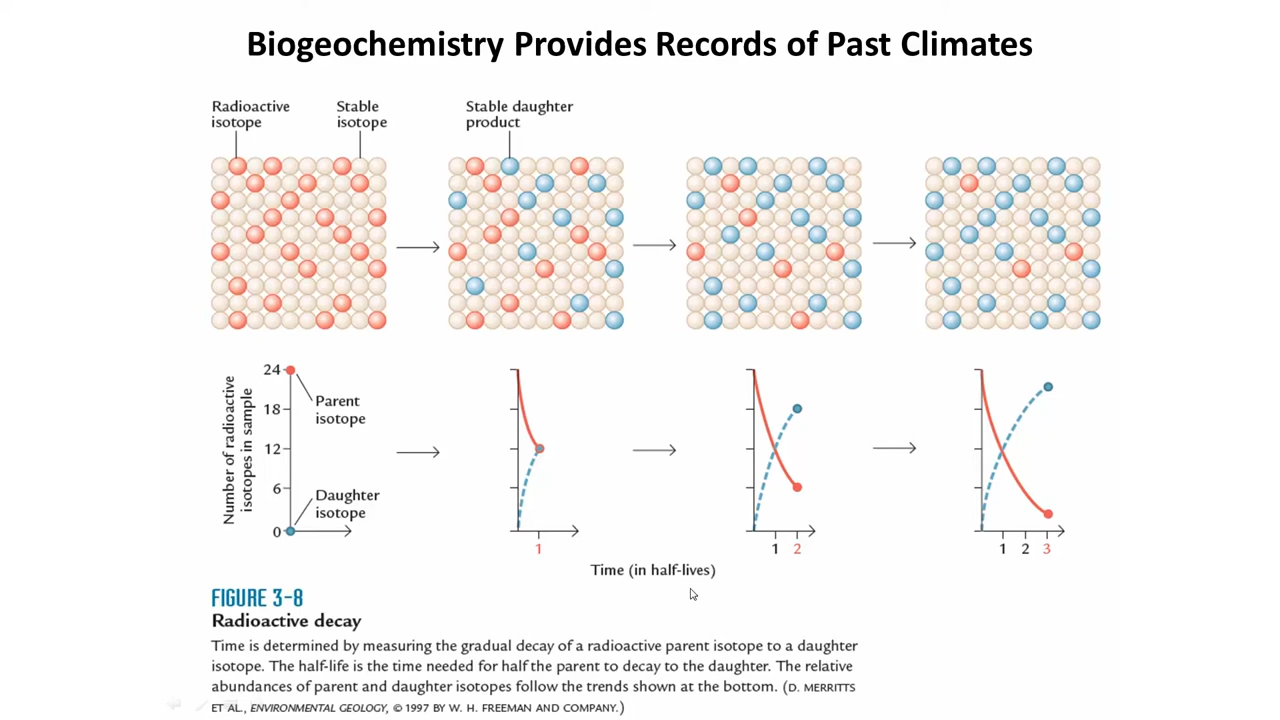 Biogeochemistry Provides Records of Past Climates
Radioactive
isotope
Stable
isotope
Stable daughter
product
Number of radioactive
isotopes in sample
24
18
12
6
0
Parent
isotope
Daughter
isotope
1
1 2
1 2 3
Time (in half-lives)
FIGURE 3-8
Radioactive decay
Time is determined by measuring the gradual decay of a radioactive parent isotope to a daughter
isotope. The half-life is the time needed for half the parent to decay to the daughter. The relative
abundances of parent and daughter isotopes follow the trends shown at the bottom. (D. MERRITTS
ET AL., ENVIRONMENTAL GEOLOGY, © 1997 BY W. H. FREEMAN AND COMPANY.)